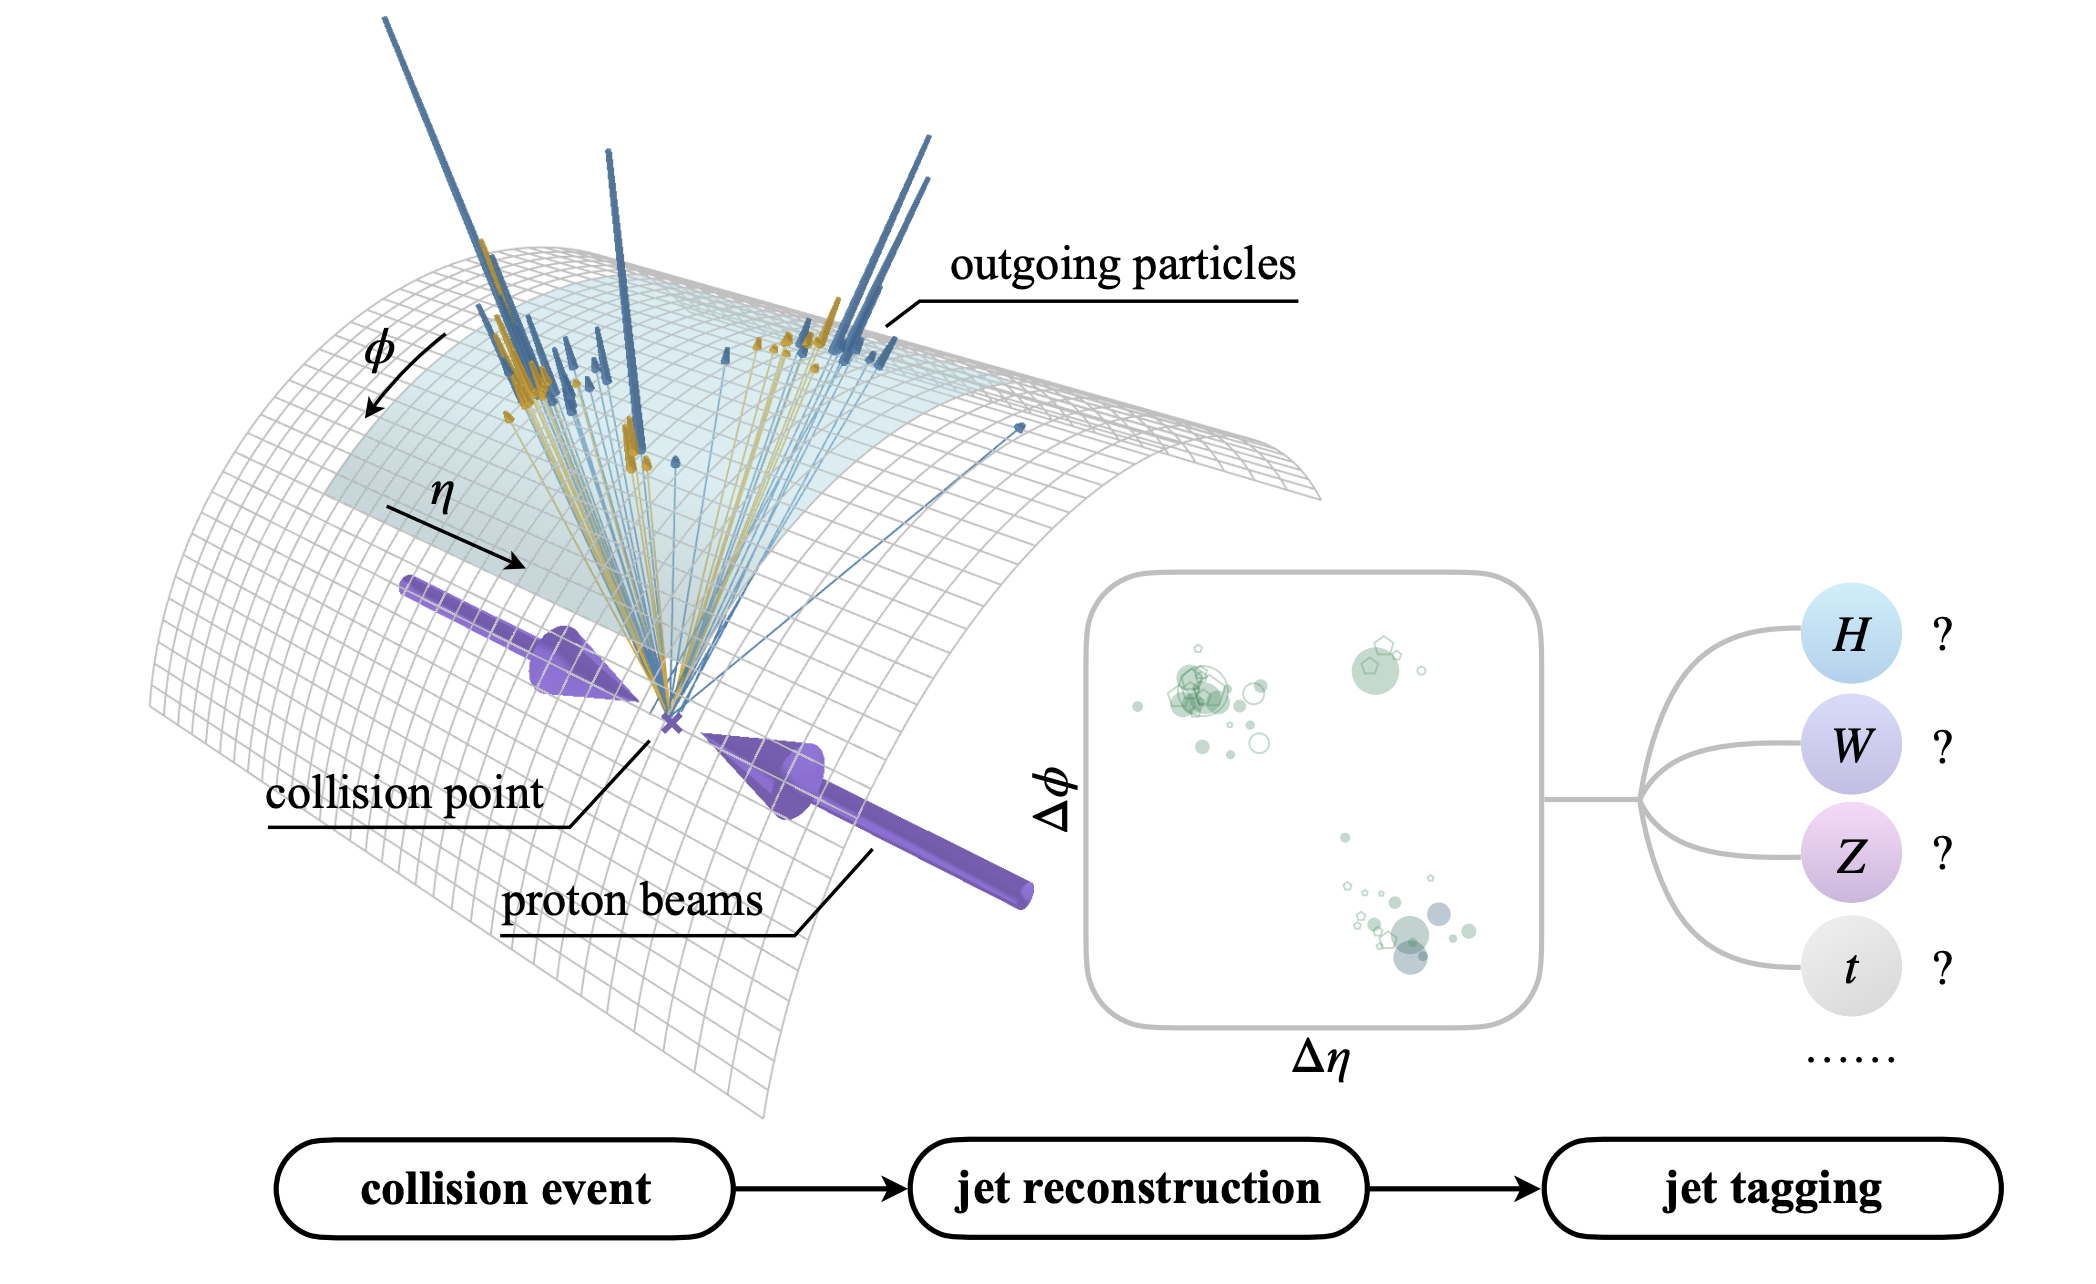 outgoing particles
ϕ
η
collision point
proton beams
Δϕ
Δη
H ?
W ?
Z ?
t ?
......
collision event
jet reconstruction
jet tagging